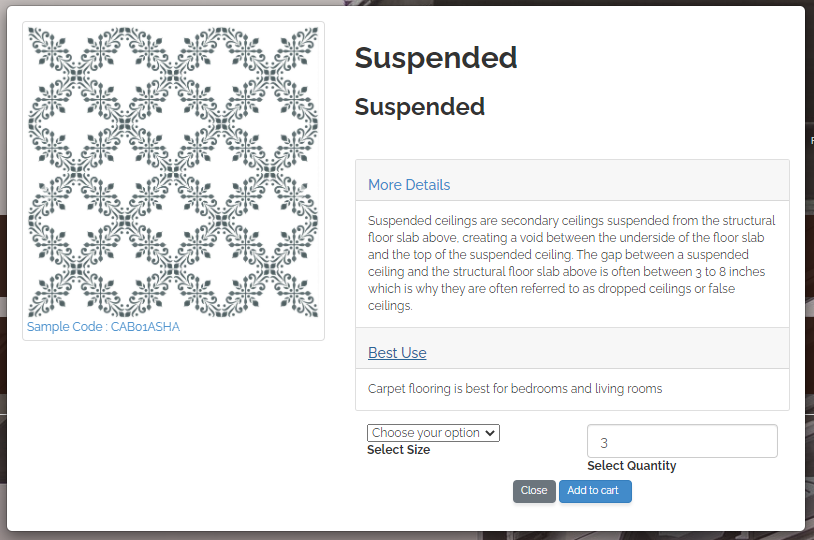 Suspended
Suspended
More Details
Suspended ceilings are secondary ceilings suspended from the structural
floor slab above, creating a void between the underside of the floor slab
and the top of the suspended ceiling. The gap between a suspended
ceiling and the structural floor slab above is often between 3 to 8 inches
which is why they are often referred to as dropped ceilings or false
ceilings.
Sample Code : CAB01ASHA
Best Use
Carpet flooring is best for bedrooms and living rooms
Choose your option
Select Size
3
Select Quantity
Close
Add to cart